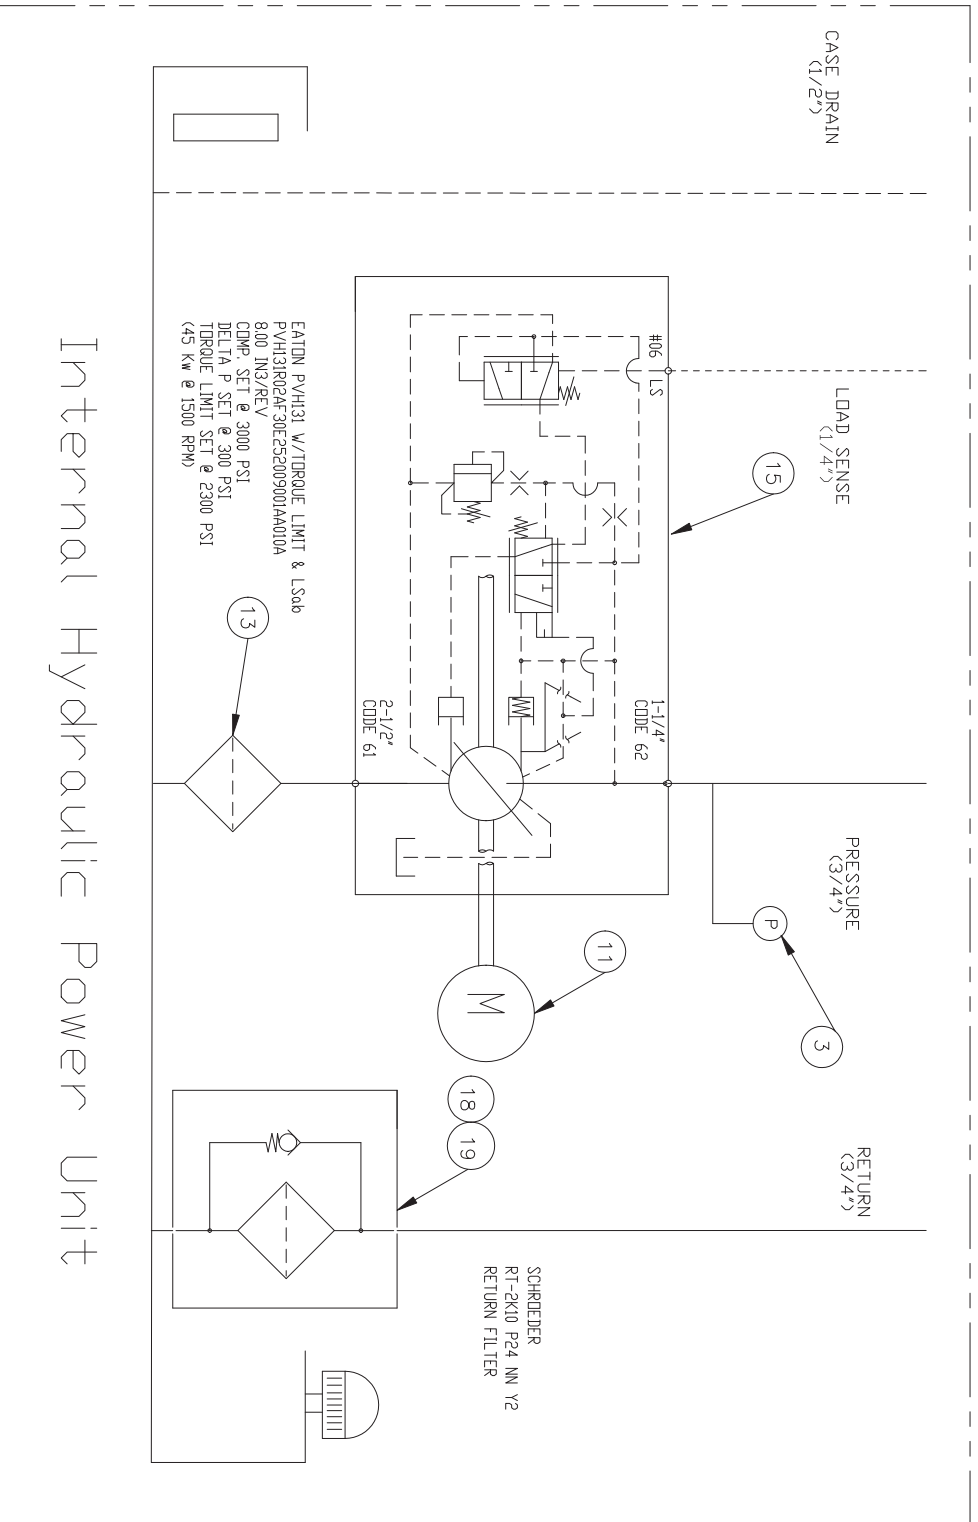 CASE DRAIN
(1/2")
LOAD SENSE
(1/4")
PRESSURE
(3/4")
RETURN
(3/4")
#06 LS
15
1-1/4"
CODE 62
2-1/2"
CODE 61
P
3
11
M
13
18
19
EATON PVH131 W/TORQUE LIMIT & LSab
PVH131R02AF30E252009001AA010A
8.00 IN3/REV
COMP. SET @ 3000 PSI
DELTA P SET @ 300 PSI
TORQUE LIMIT SET @ 2300 PSI
(45 Kw @ 1500 RPM)
SCHROEDER
RT-2K10 P24 NN Y2
RETURN FILTER
Internal Hydraulic Power Unit